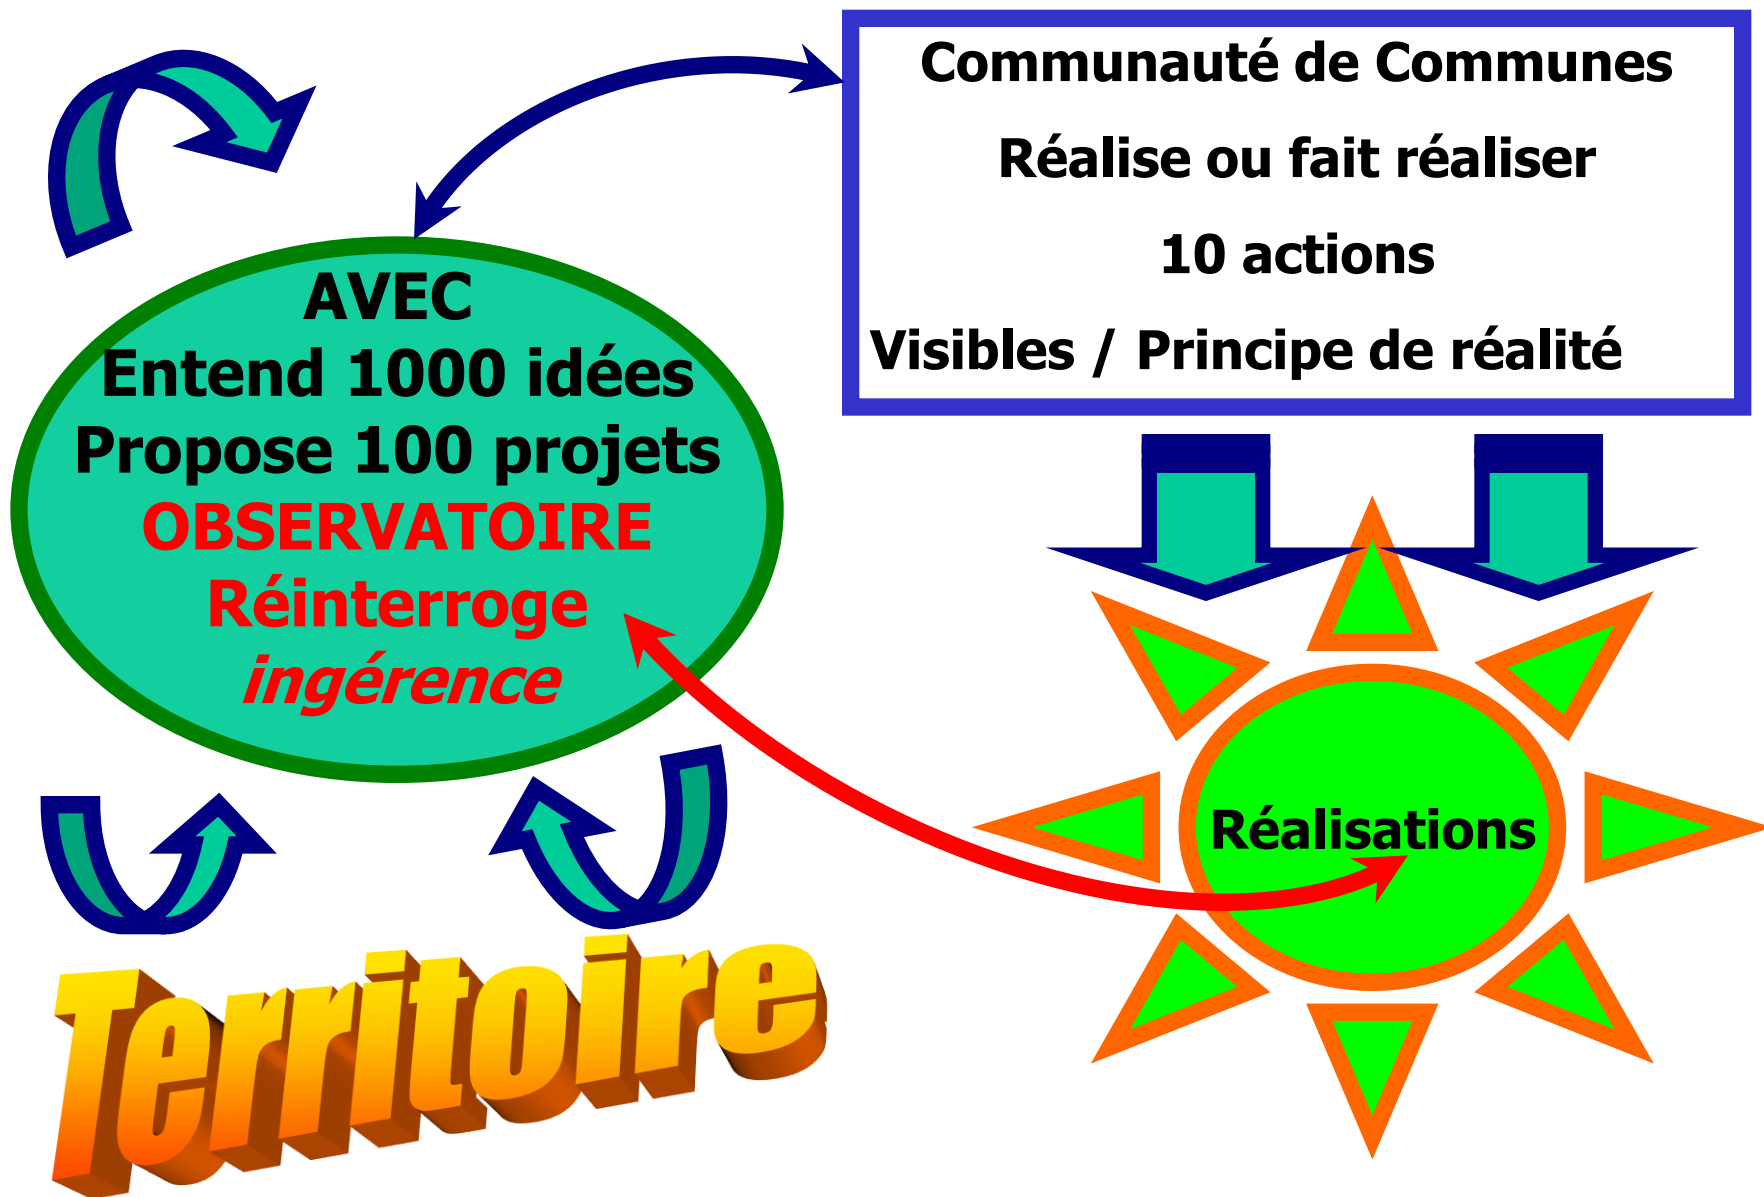 Communauté de Communes
Réalise ou fait réaliser
10 actions
Visibles / Principe de réalité
AVEC
Entend 1000 idées
Propose 100 projets
OBSERVATOIRE
Réinterroge
ingérence
Réalisations
Territoire